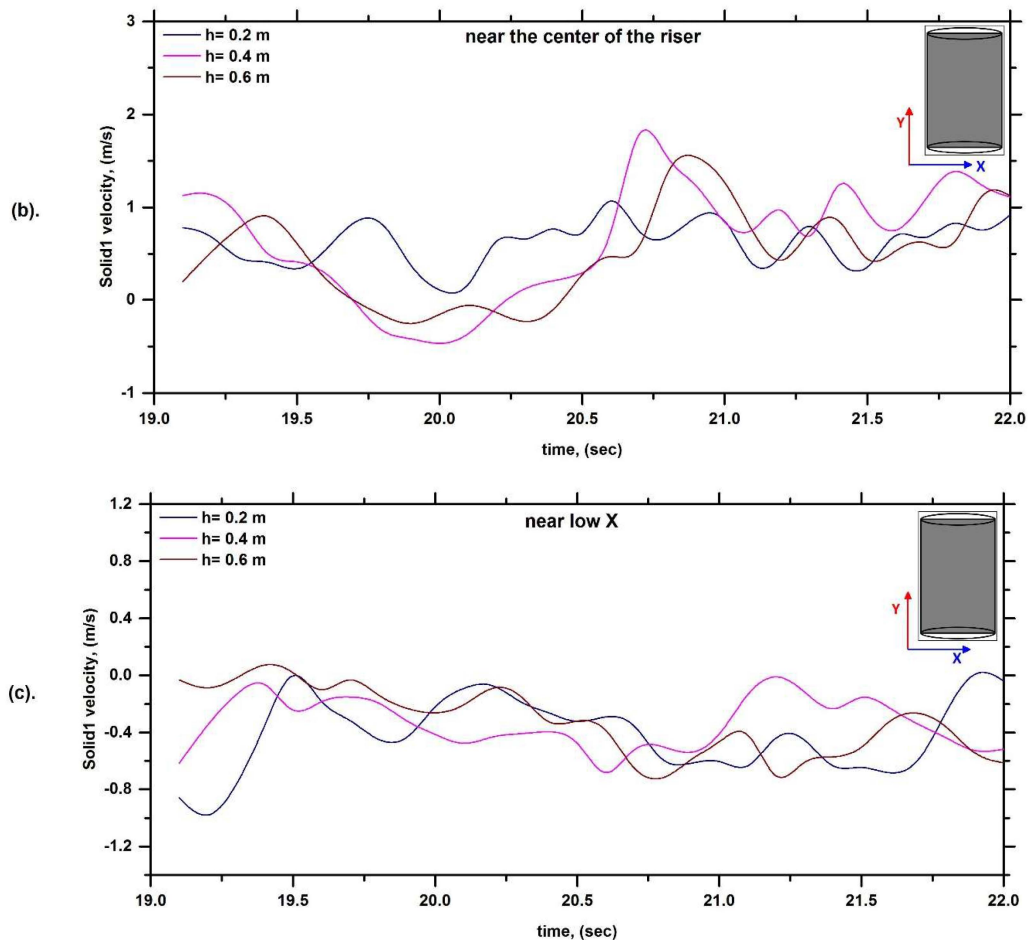 (b).
near the center of the riser
h= 0.2 m
h= 0.4 m
h= 0.6 m
Solid1 velocity, (m/s)
3
2
1
0
-1
19.0 19.5 20.0 20.5 21.0 21.5 22.0
time, (sec)
Y
X
(c).
near low X
h= 0.2 m
h= 0.4 m
h= 0.6 m
Solid1 velocity, (m/s)
1.2
0.8
0.4
0.0
-0.4
-0.8
-1.2
19.0 19.5 20.0 20.5 21.0 21.5 22.0
time, (sec)
Y
X